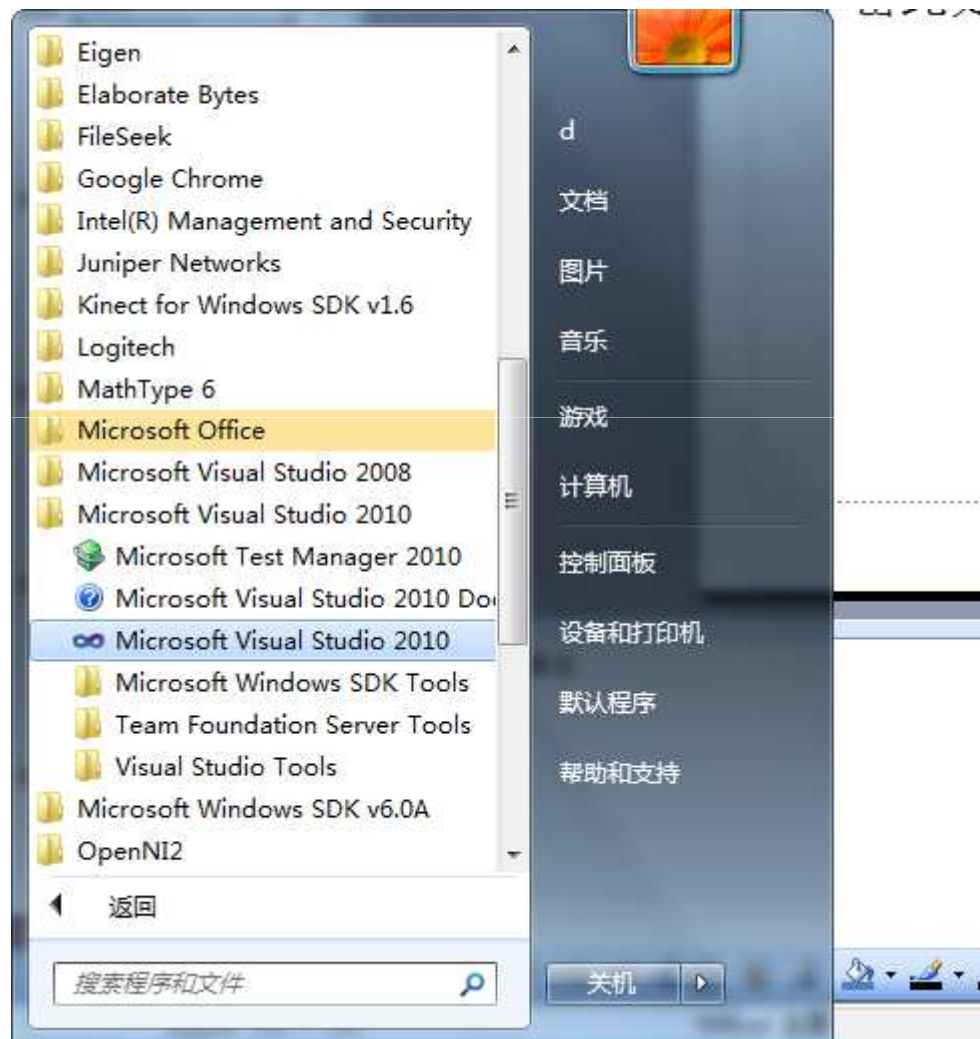 Eigen
Elaborate Bytes
FileSeek
Google Chrome
Intel(R) Management and Security
Juniper Networks
Kinect for Windows SDK v1.6
Logitech
MathType 6
Microsoft Office
Microsoft Visual Studio 2008
Microsoft Visual Studio 2010
Microsoft Test Manager 2010
Microsoft Visual Studio 2010 Do
Microsoft Visual Studio 2010
Microsoft Windows SDK Tools
Team Foundation Server Tools
Visual Studio Tools
Microsoft Windows SDK v6.0A
OpenNI2
返回
搜索程序和文件
d
文档
图片
音乐
游戏
计算机
控制面板
设备和打印机
默认程序
帮助和支持
关机